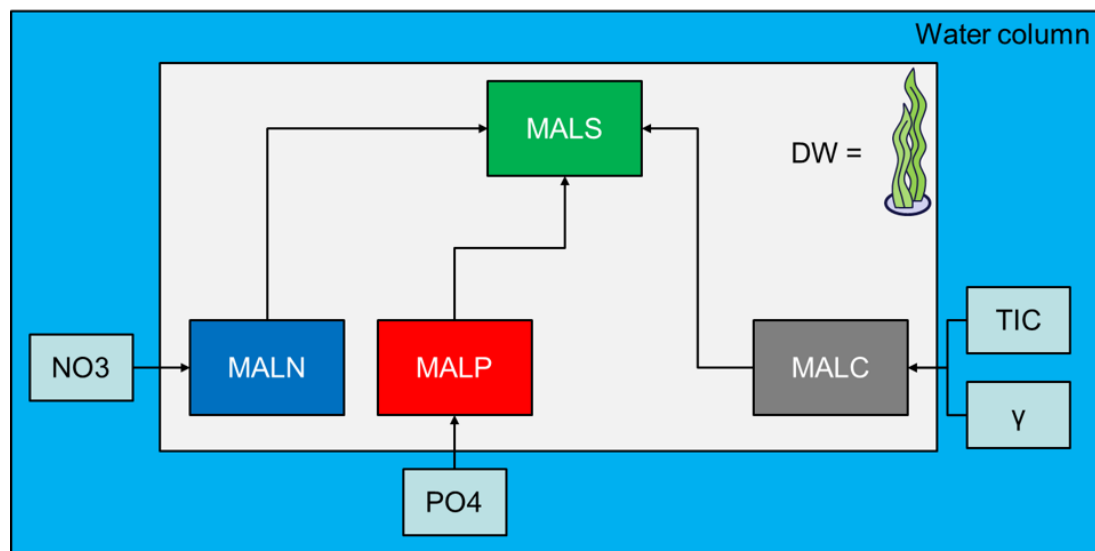 Water column
MALS
DW =
NO3
MALN
MALP
MALC
TIC
γ
PO4